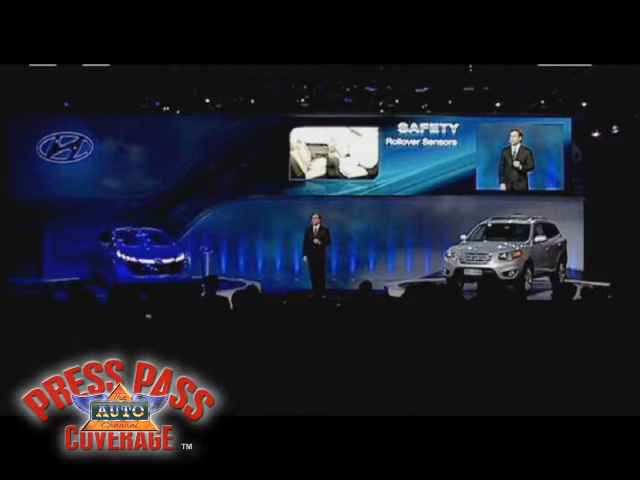 SAFETY
Rollover Sensors
PRESS PASS
The
AUTO
Channel
COVERAGE
TM